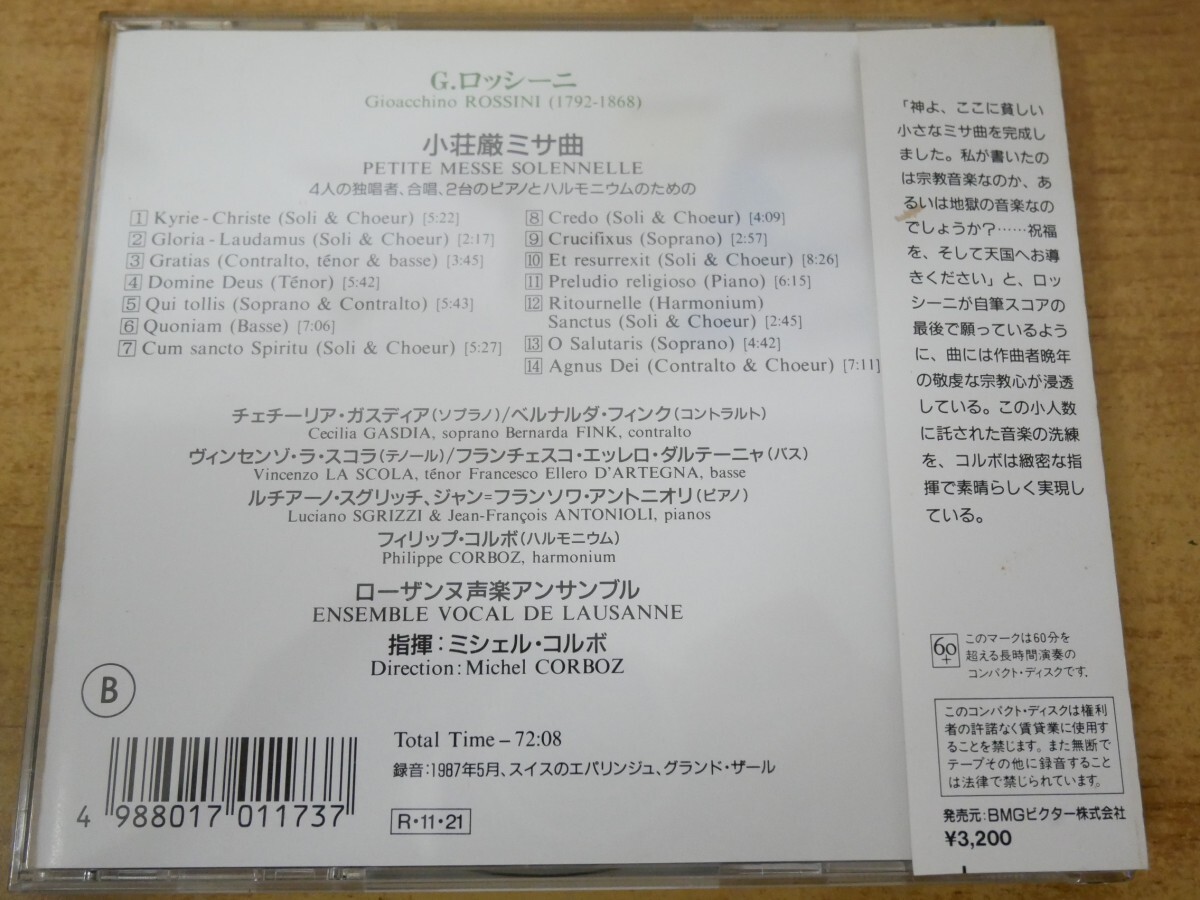 G.ロッシーニ
Gioacchino ROSSINI (1792-1868)
小荘厳ミサ曲
PETITE MESSE SOLENNELLE
4人の独唱者、合唱、2台のピアノとハルモニウムのための
1 Kyrie-Christe (Soli & Choeur) [5:22]
2 Gloria-Laudamus (Soli & Choeur) [2:17]
3 Gratias (Contralto, ténor & basse) [3:45]
4 Domine Deus (Ténor) [5:42]
5 Qui tollis (Soprano & Contralto) [5:43]
6 Quoniam (Basse) [7:06]
7 Cum sancto Spiritu (Soli & Choeur) [5:27]
8 Credo (Soli & Choeur) [4:09]
9 Crucifixus (Soprano) [2:57]
10 Et resurrexit (Soli & Choeur) [8:26]
11 Preludio religioso (Piano) [6:15]
12 Ritournelle (Harmonium)
Sanctus (Soli & Choeur) [2:45]
13 O Salutaris (Soprano) [4:42]
14 Agnus Dei (Contralto & Choeur) [7:11]
チェチーリア・ガスディア(ソプラノ)/ベルナルダ・フィンク(コントラルト)
Cecilia GASDIA, soprano Bernarda FINK, contralto
ヴィンセンゾ・ラ・スコラ(テノール)/フランチェスコ・エッレロ・ダルテーニャ(バス)
Vincenzo LA SCOLA, ténor Francesco Ellero D'ARTEGNA, basse
ルチアーノ・スグリッチ、ジャン=フランソワ・アントニオリ(ピアノ)
Luciano SGRIZZI & Jean-François ANTONIOLI, pianos
フィリップ・コルボ(ハルモニウム)
Philippe CORBOZ, harmonium
ローザンヌ声楽アンサンブル
ENSEMBLE VOCAL DE LAUSANNE
指揮:ミシェル・コルボ
Direction: Michel CORBOZ
B
Total Time – 72:08
録音:1987年5月、スイスのエパリンジュ、グランド・ザール
4 988017 011737
R・11・21
「神よ、ここに貧しい
小さなミサ曲を完成し
ました。私が書いたの
は宗教音楽なのか、あ
るいは地獄の音楽なの
でしょうか?……祝福
を、そして天国へお導
きください」と、ロッ
シーニが自筆スコアの
最後で願っているよう
に、曲には作曲者晩年
の敬虔な宗教心が浸透
している。この小人数
に託された音楽の洗練
を、コルボは緻密な指
揮で素晴らしく実現し
ている。
60+
このマークは60分を
超える長時間演奏の
コンパクト・ディスクです.
このコンパクト・ディスクは権利
者の許諾なく賃貸業に使用す
ることを禁じます。また無断で
テープその他に録音すること
は法律で禁じられています。
発売元:BMGビクター株式会社
¥3,200